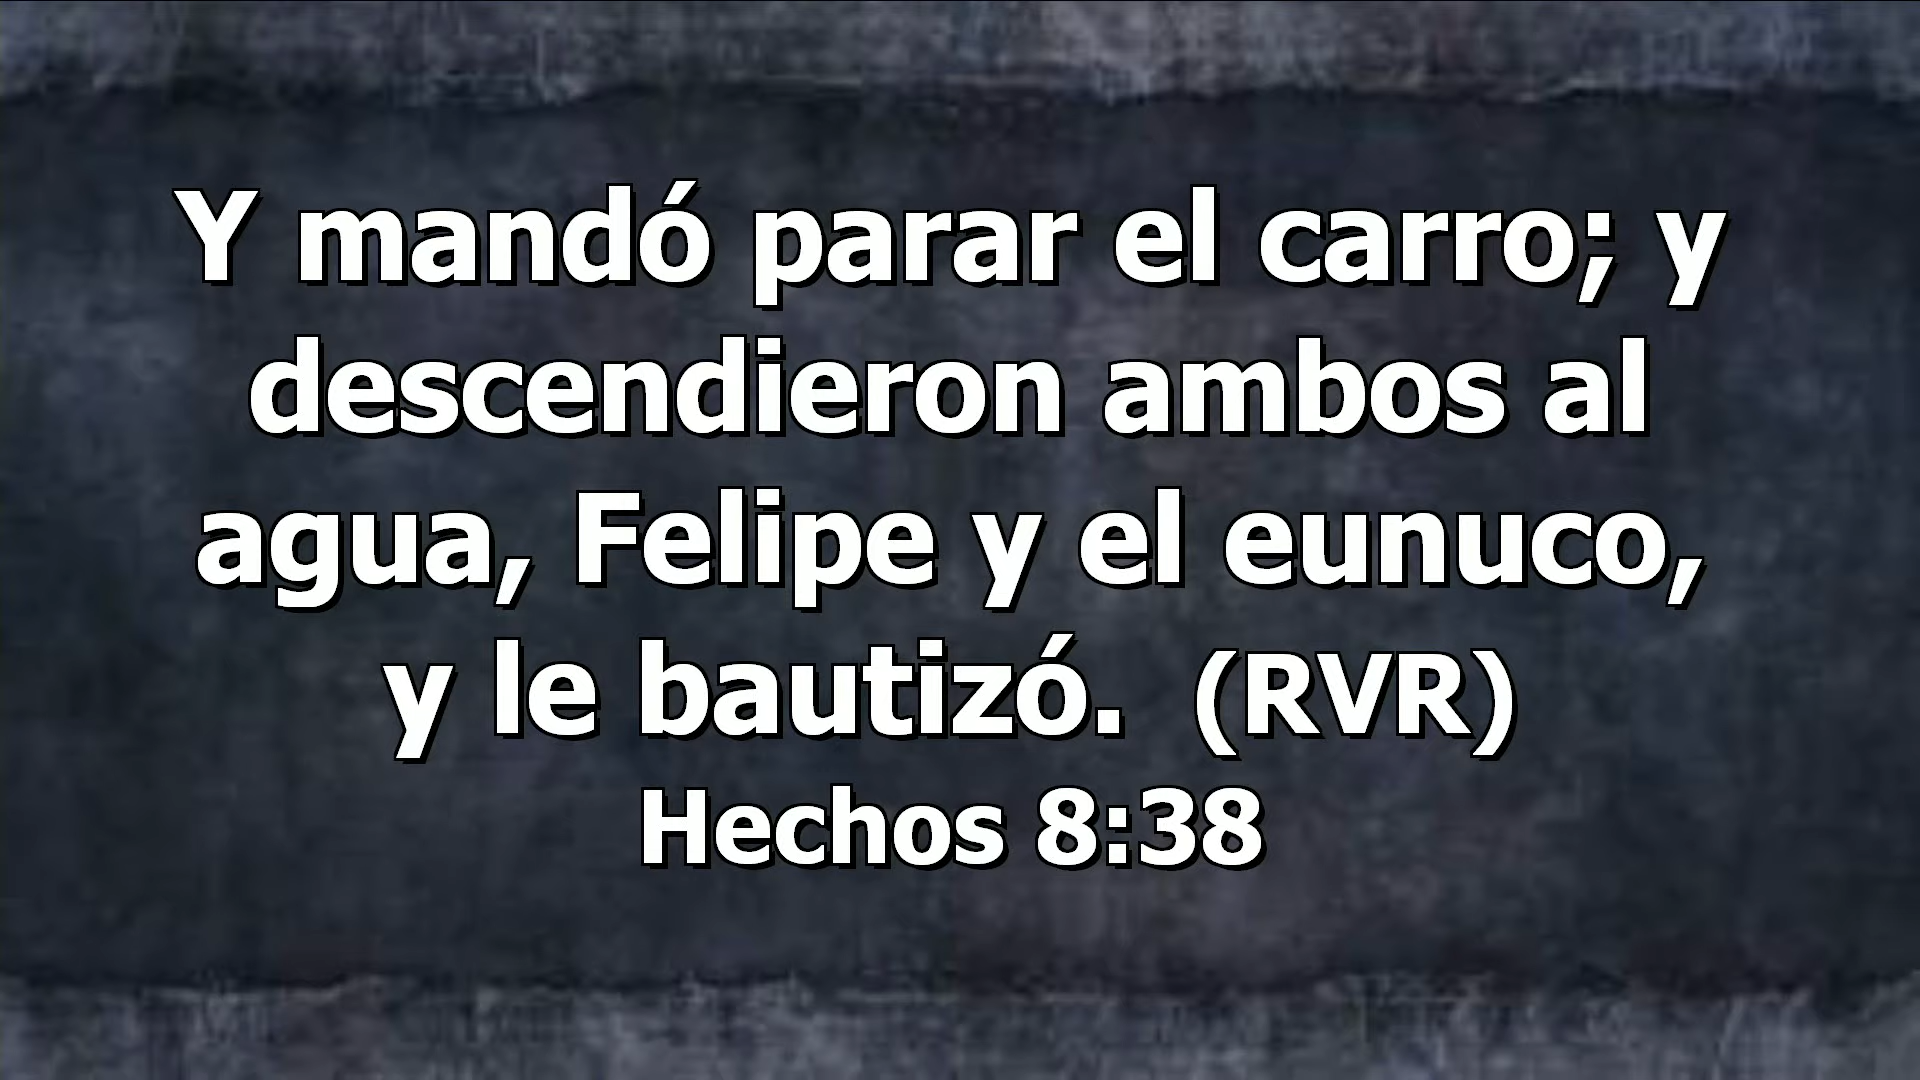 Y mandó parar el carro; y
descendieron ambos al
agua, Felipe y el eunuco,
y le bautizó.  (RVR)
Hechos 8:38